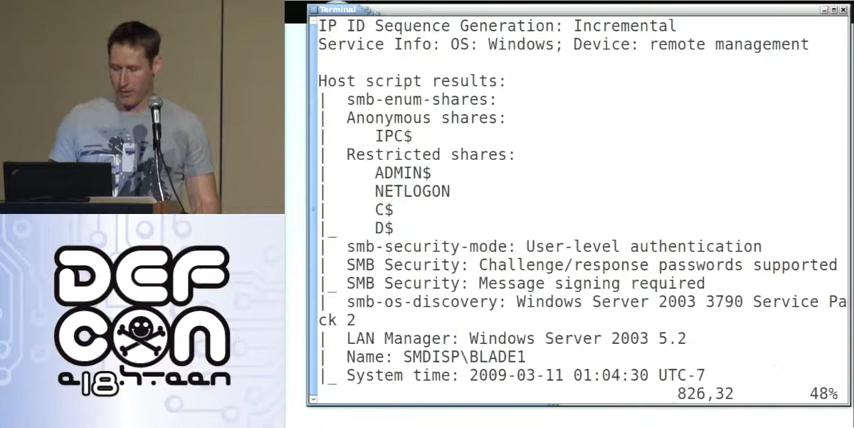 Terminal
IP ID Sequence Generation: Incremental
Service Info: OS: Windows; Device: remote management
Host script results:
|  smb-enum-shares:
|  Anonymous shares:
|     IPC$
|  Restricted shares:
|     ADMIN$
|     NETLOGON
|     C$
|_    D$
|  smb-security-mode: User-level authentication
|  SMB Security: Challenge/response passwords supported
|_ SMB Security: Message signing required
|  smb-os-discovery: Windows Server 2003 3790 Service Pa
ck 2
|  LAN Manager: Windows Server 2003 5.2
|  Name: SMDISP\BLADE1
|_ System time: 2009-03-11 01:04:30 UTC-7
826,32 48%
DEF
CON
e18hteen